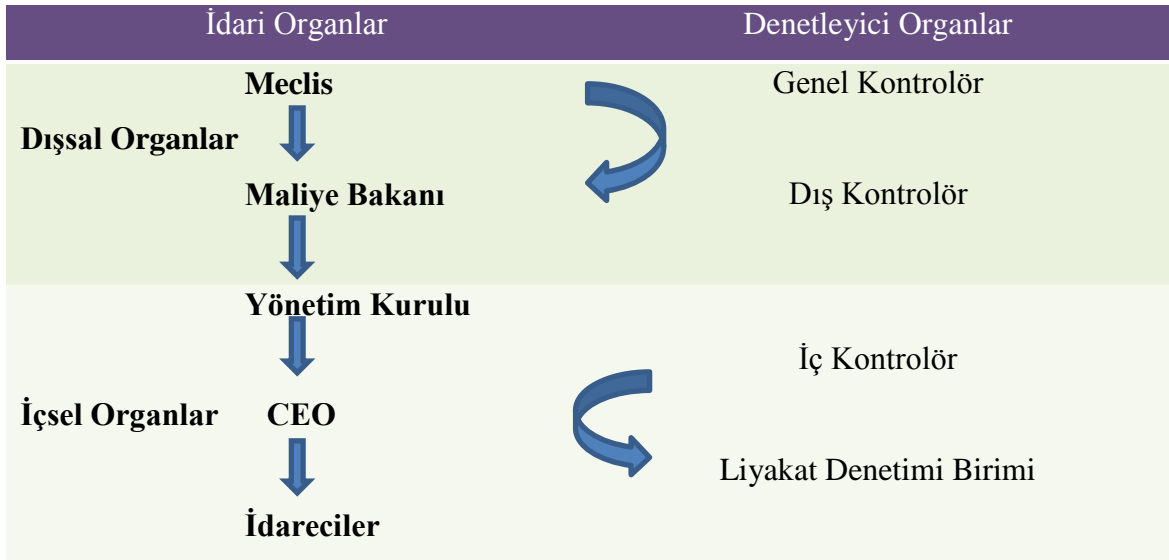 İdari Organlar
Denetleyici Organlar
Meclis
Genel Kontrolör
Dışsal Organlar
Maliye Bakanı
Dış Kontrolör
Yönetim Kurulu
İç Kontrolör
İçsel Organlar
CEO
Liyakat Denetimi Birimi
İdareciler